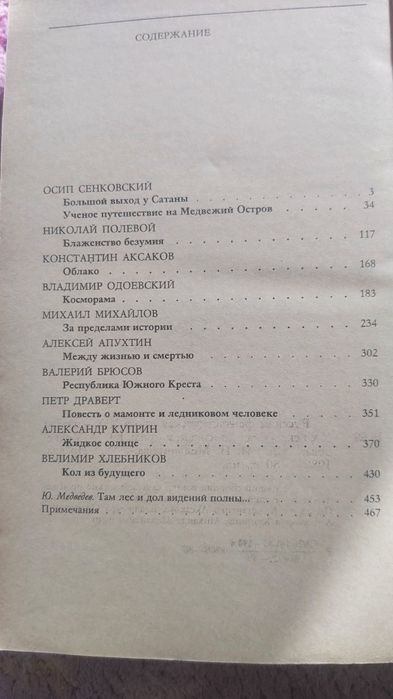 СОДЕРЖАНИЕ
ОСИП СЕНКОВСКИЙ
Большой выход у Сатаны . . . . . . . . . . . 3
Ученое путешествие на Медвежий Остров . . . . . 34
НИКОЛАЙ ПОЛЕВОЙ
Блаженство безумия . . . . . . . . . . . . . 117
КОНСТАНТИН АКСАКОВ
Облако . . . . . . . . . . . . . . . . . 168
ВЛАДИМИР ОДОЕВСКИЙ
Косморама . . . . . . . . . . . . . . . . 183
МИХАИЛ МИХАЙЛОВ
За пределами истории . . . . . . . . . . . . 234
АЛЕКСЕЙ АПУХТИН
Между жизнью и смертью . . . . . . . . . . . 302
ВАЛЕРИЙ БРЮСОВ
Республика Южного Креста . . . . . . . . . . 330
ПЕТР ДРАВЕРТ
Повесть о мамонте и ледниковом человеке . . . . . 351
АЛЕКСАНДР КУПРИН
Жидкое солнце . . . . . . . . . . . . . . 370
ВЕЛИМИР ХЛЕБНИКОВ
Кол из будущего . . . . . . . . . . . . . . 430
Ю. Медведев. Там лес и дол видений полны... . . . . 453
Примечания . . . . . . . . . . . . . . . . 467